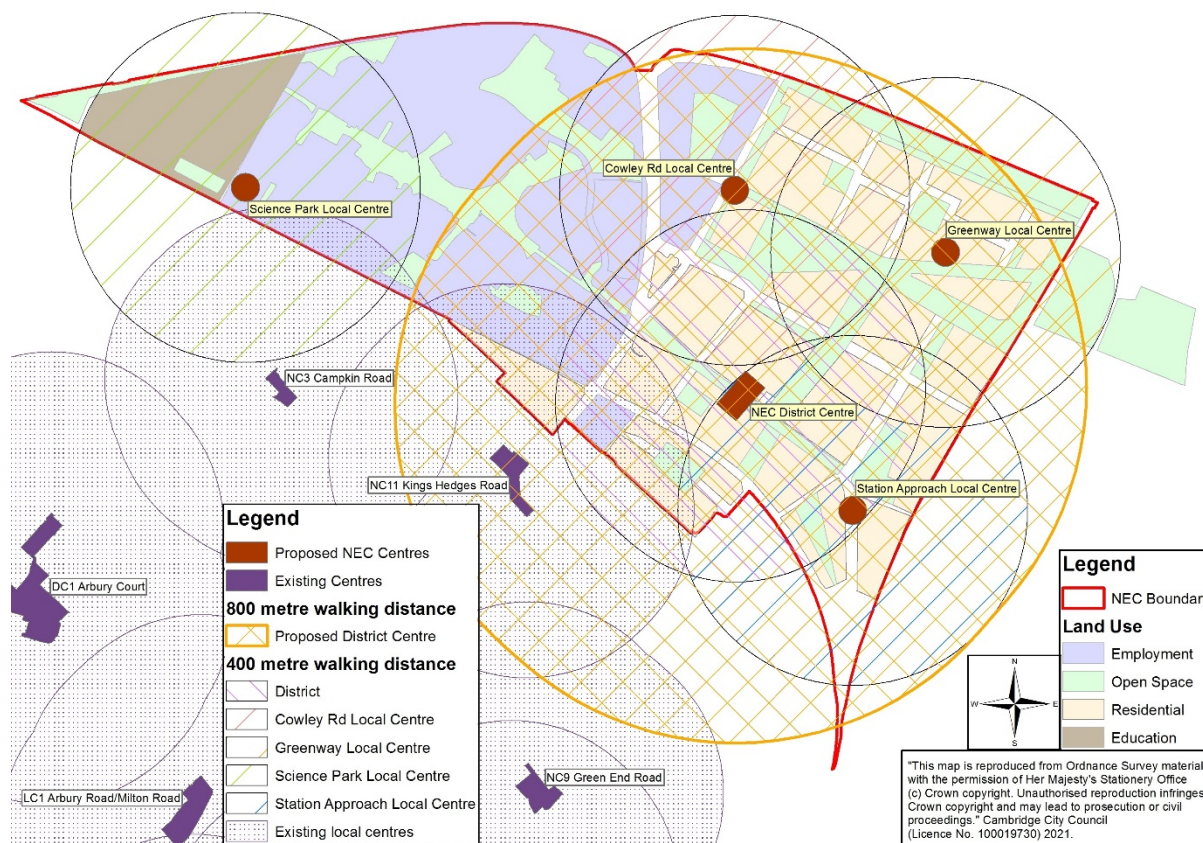 Cowley Rd Local Centre
Science Park Local Centre
Greenway Local Centre
NC3 Campkin Road
NEC District Centre
NC11 Kings Hedges Road
Station Approach Local Centre
DC1 Arbury Court
LC1 Arbury Road/Milton Road
NC9 Green End Road
Legend
Proposed NEC Centres
Existing Centres
800 metre walking distance
Proposed District Centre
400 metre walking distance
District
Cowley Rd Local Centre
Greenway Local Centre
Science Park Local Centre
Station Approach Local Centre
Existing local centres
Legend
NEC Boundar
Land Use
Employment
Open Space
Residential
Education
N
W E
S
"This map is reproduced from Ordnance Survey material
with the permission of Her Majesty's Stationery Office
(c) Crown copyright. Unauthorised reproduction infringes
Crown copyright and may lead to prosecution or civil
proceedings." Cambridge City Council
(Licence No. 100019730) 2021.